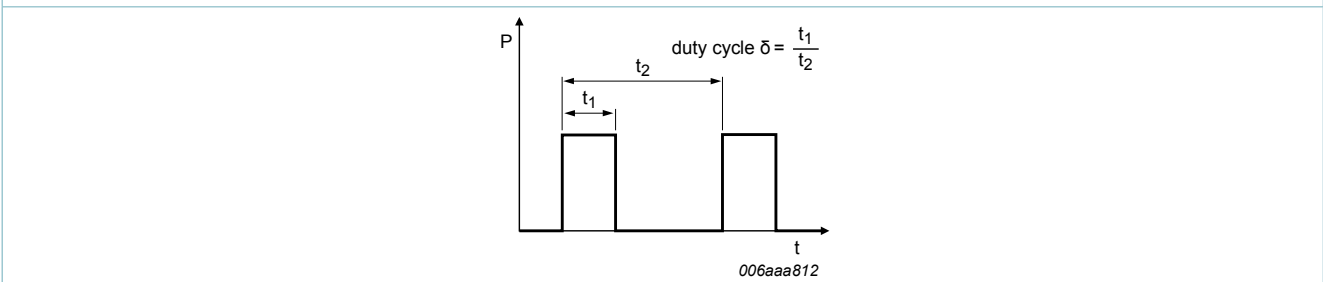 P
duty cycle δ = t1
t2
t2
t1
t
006aaa812